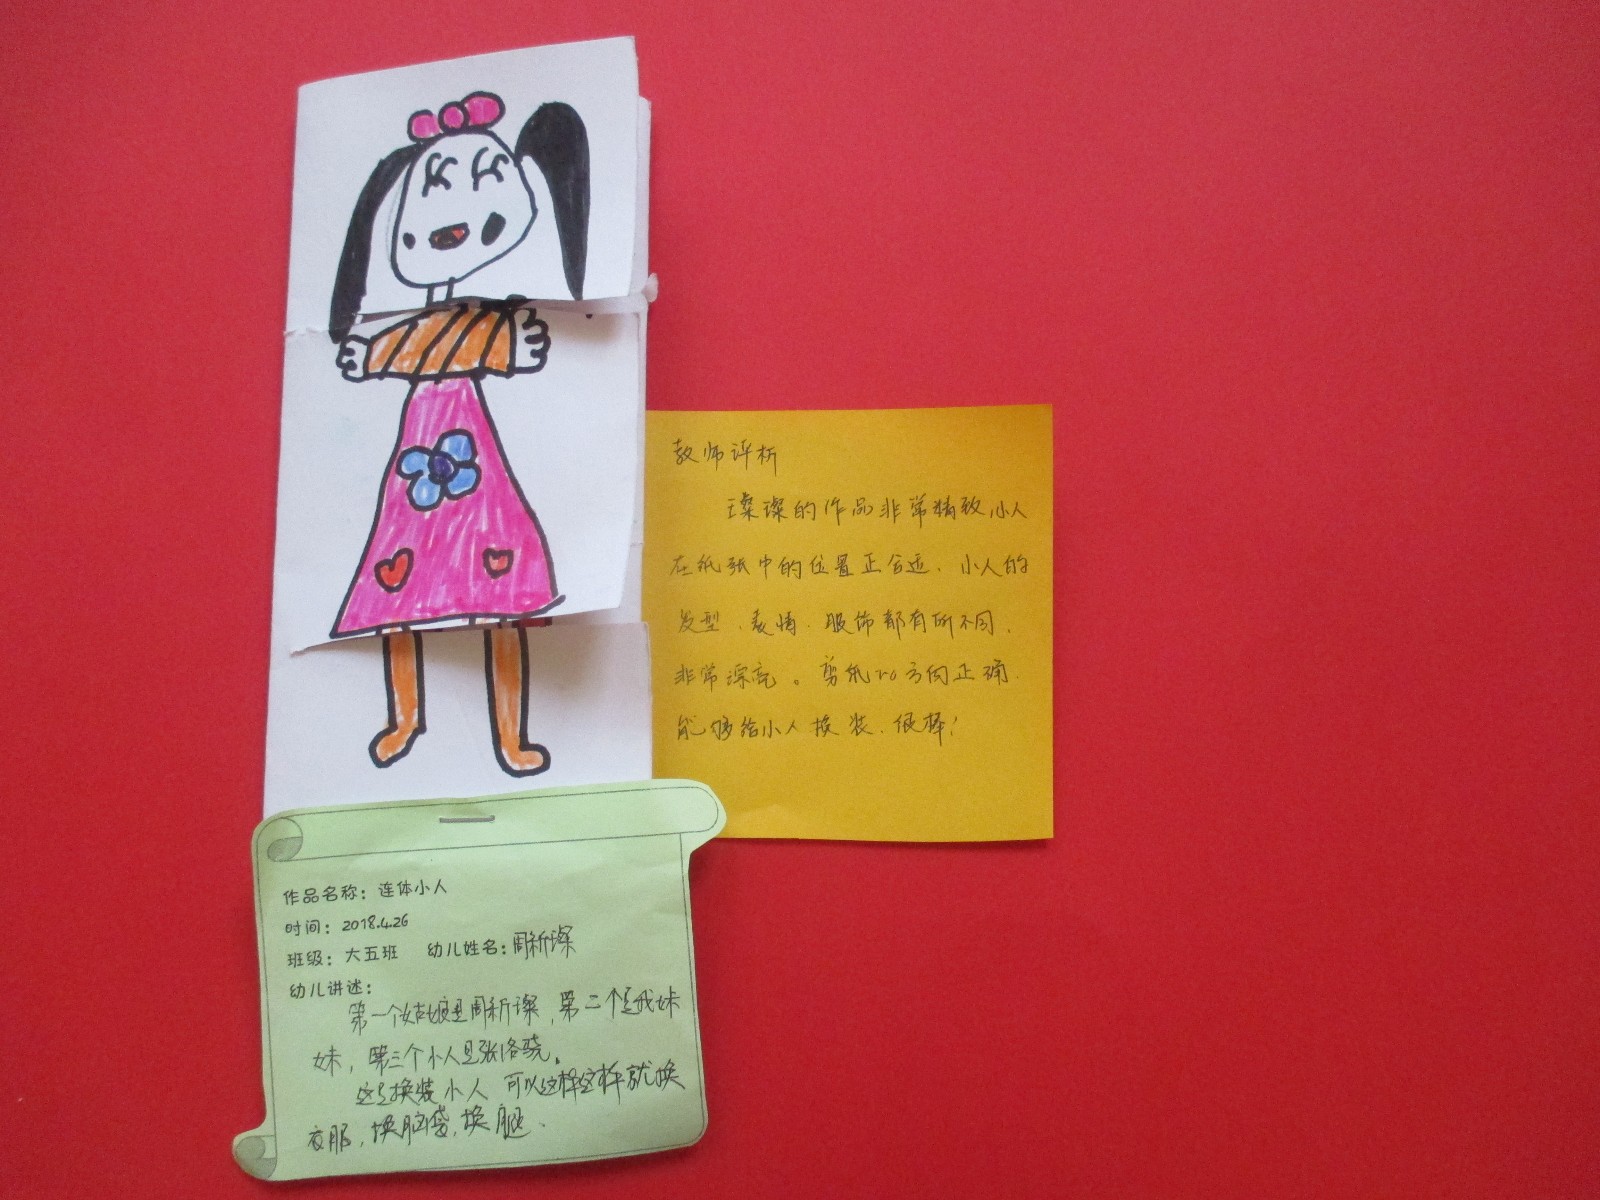 教师评析
璨璨的作品非常精致,小人
在纸张中的位置正合适、小人的
发型、表情、服饰都有所不同,
非常漂亮。剪纸的方向正确,
能够给小人换装,很棒!
作品名称:连体小人
时间:2018.4.26
班级:大五班 幼儿姓名:周新璨
幼儿讲述:
第一个姑娘是周新璨,第二个是我妹
妹,第三个小人是张洛骁。
这是换装小人 可以这样这样就换
衣服,换脑袋,换腿.